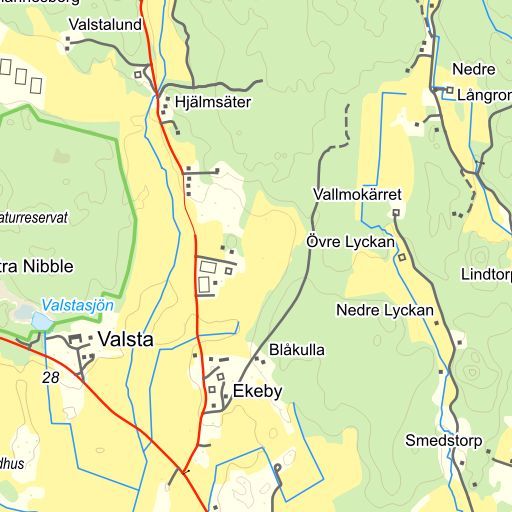 Valstalund
Nedre
Långron
Hjälmsäter
Vallmokärret
aturreservat
Övre Lyckan
tra Nibble
Lindtorp
Valstasjön
Nedre Lyckan
Valsta
Blåkulla
28
Ekeby
Smedstorp
dhus